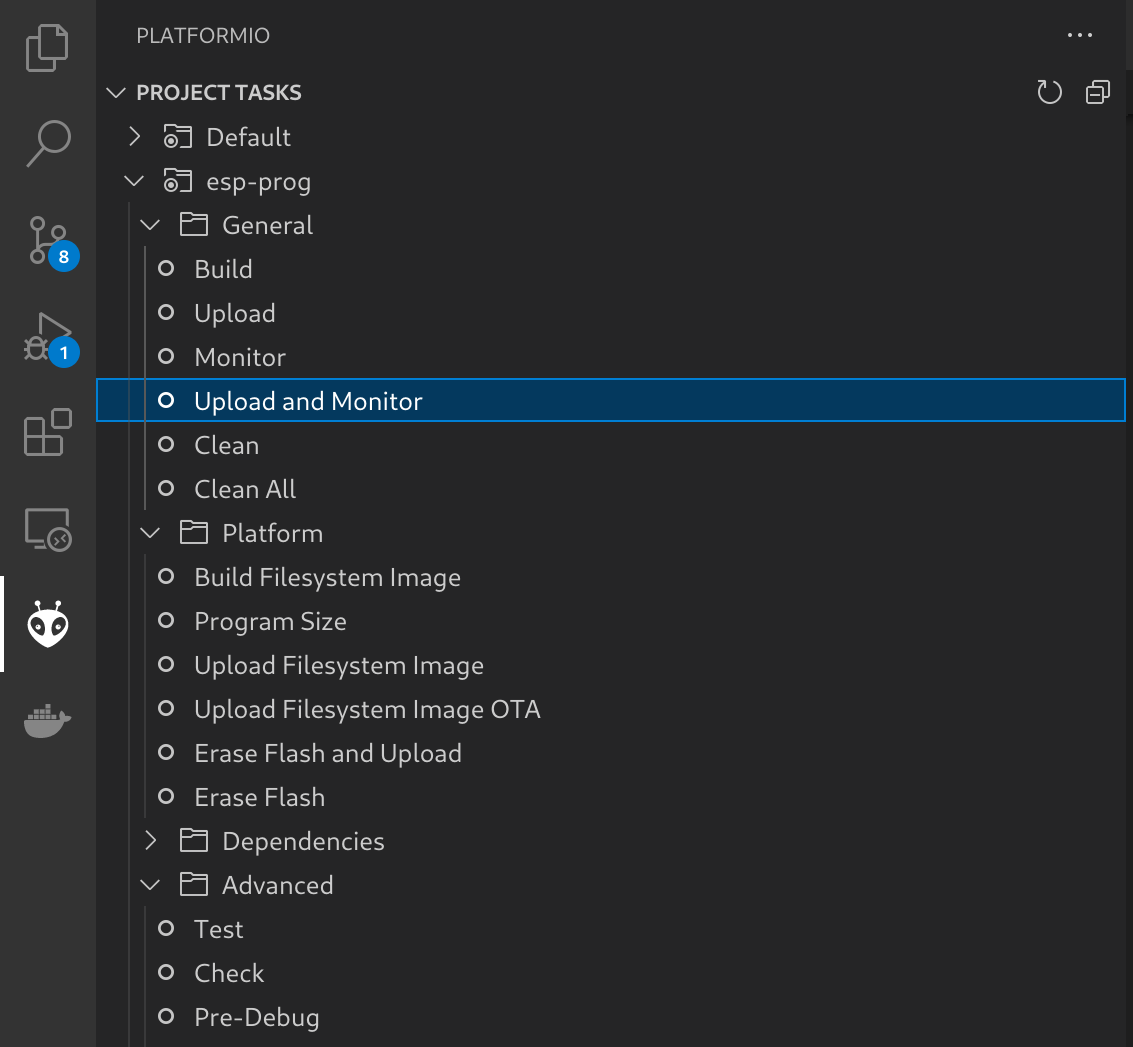 PLATFORMIO
PROJECT TASKS
Default
esp-prog
General
Build
Upload
8
Monitor
1
Upload and Monitor
Clean
Clean All
Platform
Build Filesystem Image
Program Size
Upload Filesystem Image
Upload Filesystem Image OTA
Erase Flash and Upload
Erase Flash
Dependencies
Advanced
Test
Check
Pre-Debug